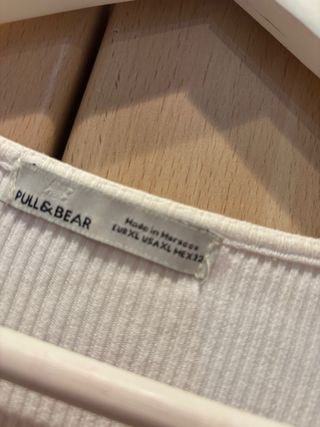 PULL&BEAR
Made in Morocco
EUR XL USA XL MEX 32